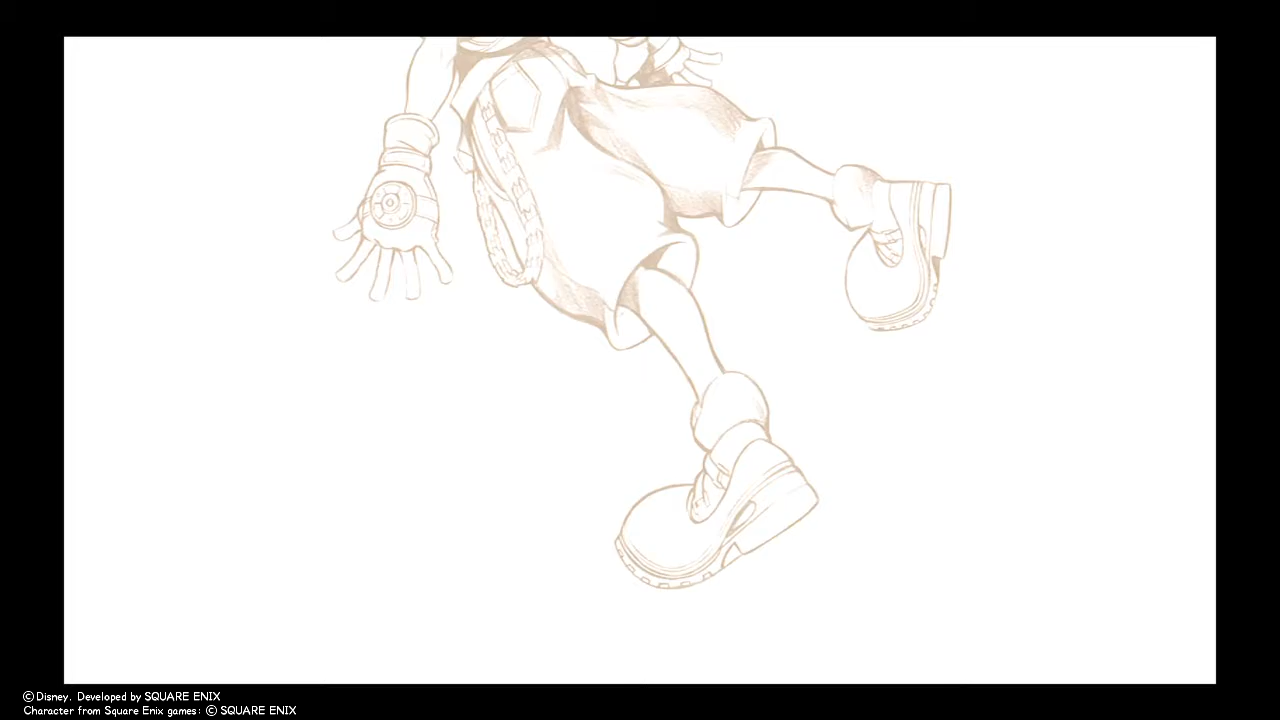 ©Disney. Developed by SQUARE ENIX
Character from Square Enix games: © SQUARE ENIX